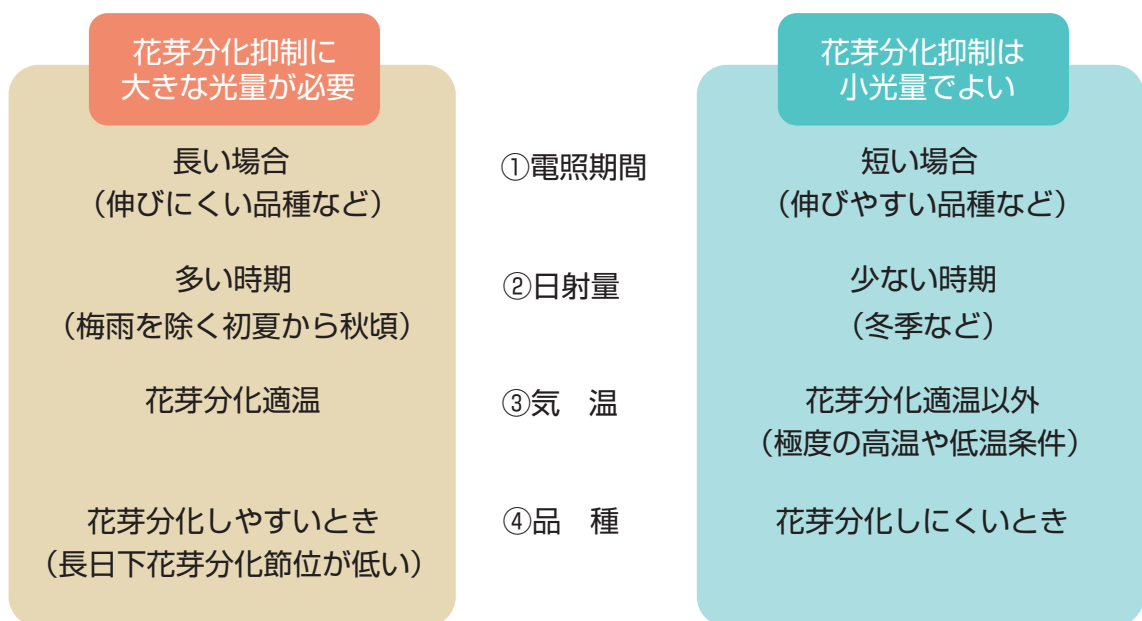 花芽分化抑制に
大きな光量が必要
花芽分化抑制は
小光量でよい
長い場合
（伸びにくい品種など）
①電照期間
短い場合
（伸びやすい品種など）
多い時期
（梅雨を除く初夏から秋頃）
②日射量
少ない時期
（冬季など）
花芽分化適温
③気　温
花芽分化適温以外
（極度の高温や低温条件）
花芽分化しやすいとき
（長日下花芽分化節位が低い）
④品　種
花芽分化しにくいとき